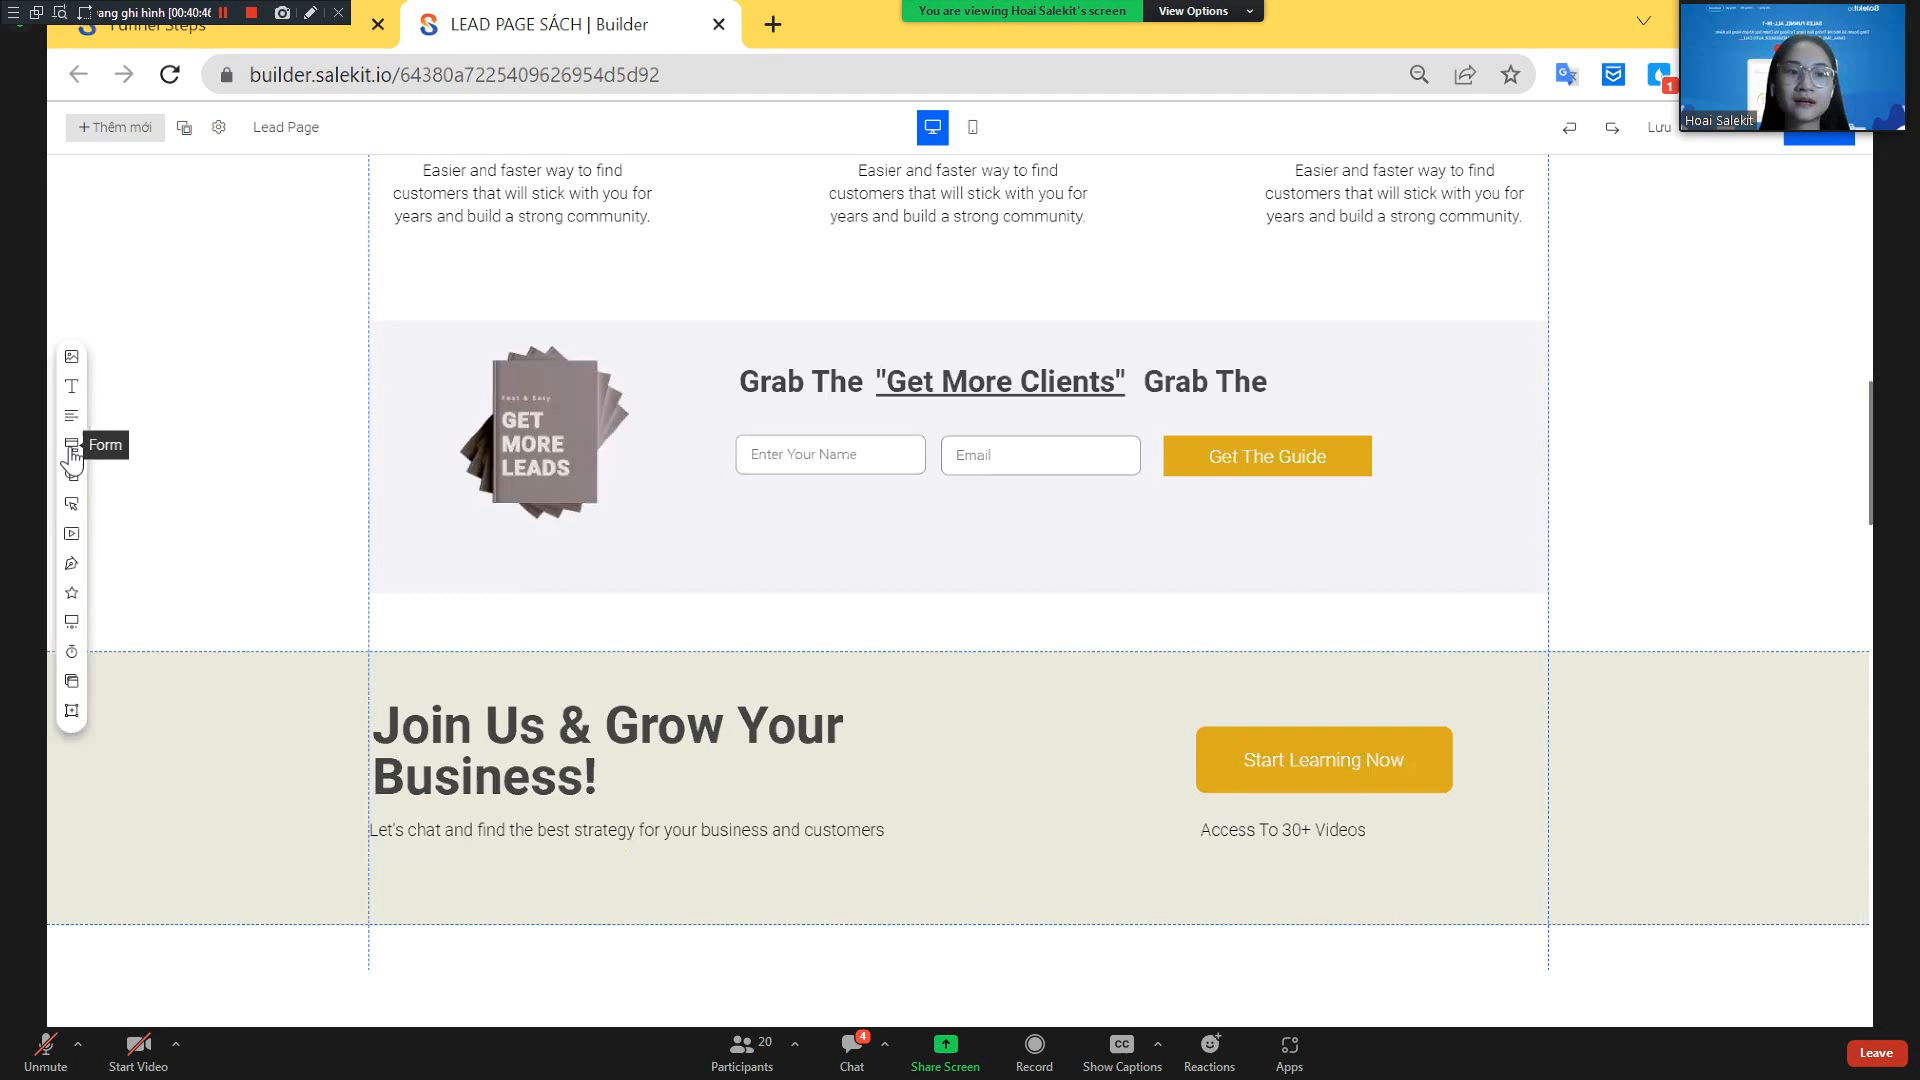 ang ghi hình [00:40:46
Funnel Steps
LEAD PAGE SÁCH | Builder
You are viewing Hoai Salekit's screen
View Options
builder.salekit.io/64380a7225409626954d5d92
1
Hoai Salekit
Thêm mới
Lead Page
Lưu
Easier and faster way to find
customers that will stick with you for
years and build a strong community.
Easier and faster way to find
customers that will stick with you for
years and build a strong community.
Easier and faster way to find
customers that will stick with you for
years and build a strong community.
Form
Fast & Easy
GET
MORE
LEADS
Grab The "Get More Clients" Grab The
Enter Your Name
Email
Get The Guide
Join Us & Grow Your
Business!
Let's chat and find the best strategy for your business and customers
Start Learning Now
Access To 30+ Videos
Unmute
Start Video
20
Participants
4
Chat
Share Screen
Record
CC
Show Captions
Reactions
Apps
Leave